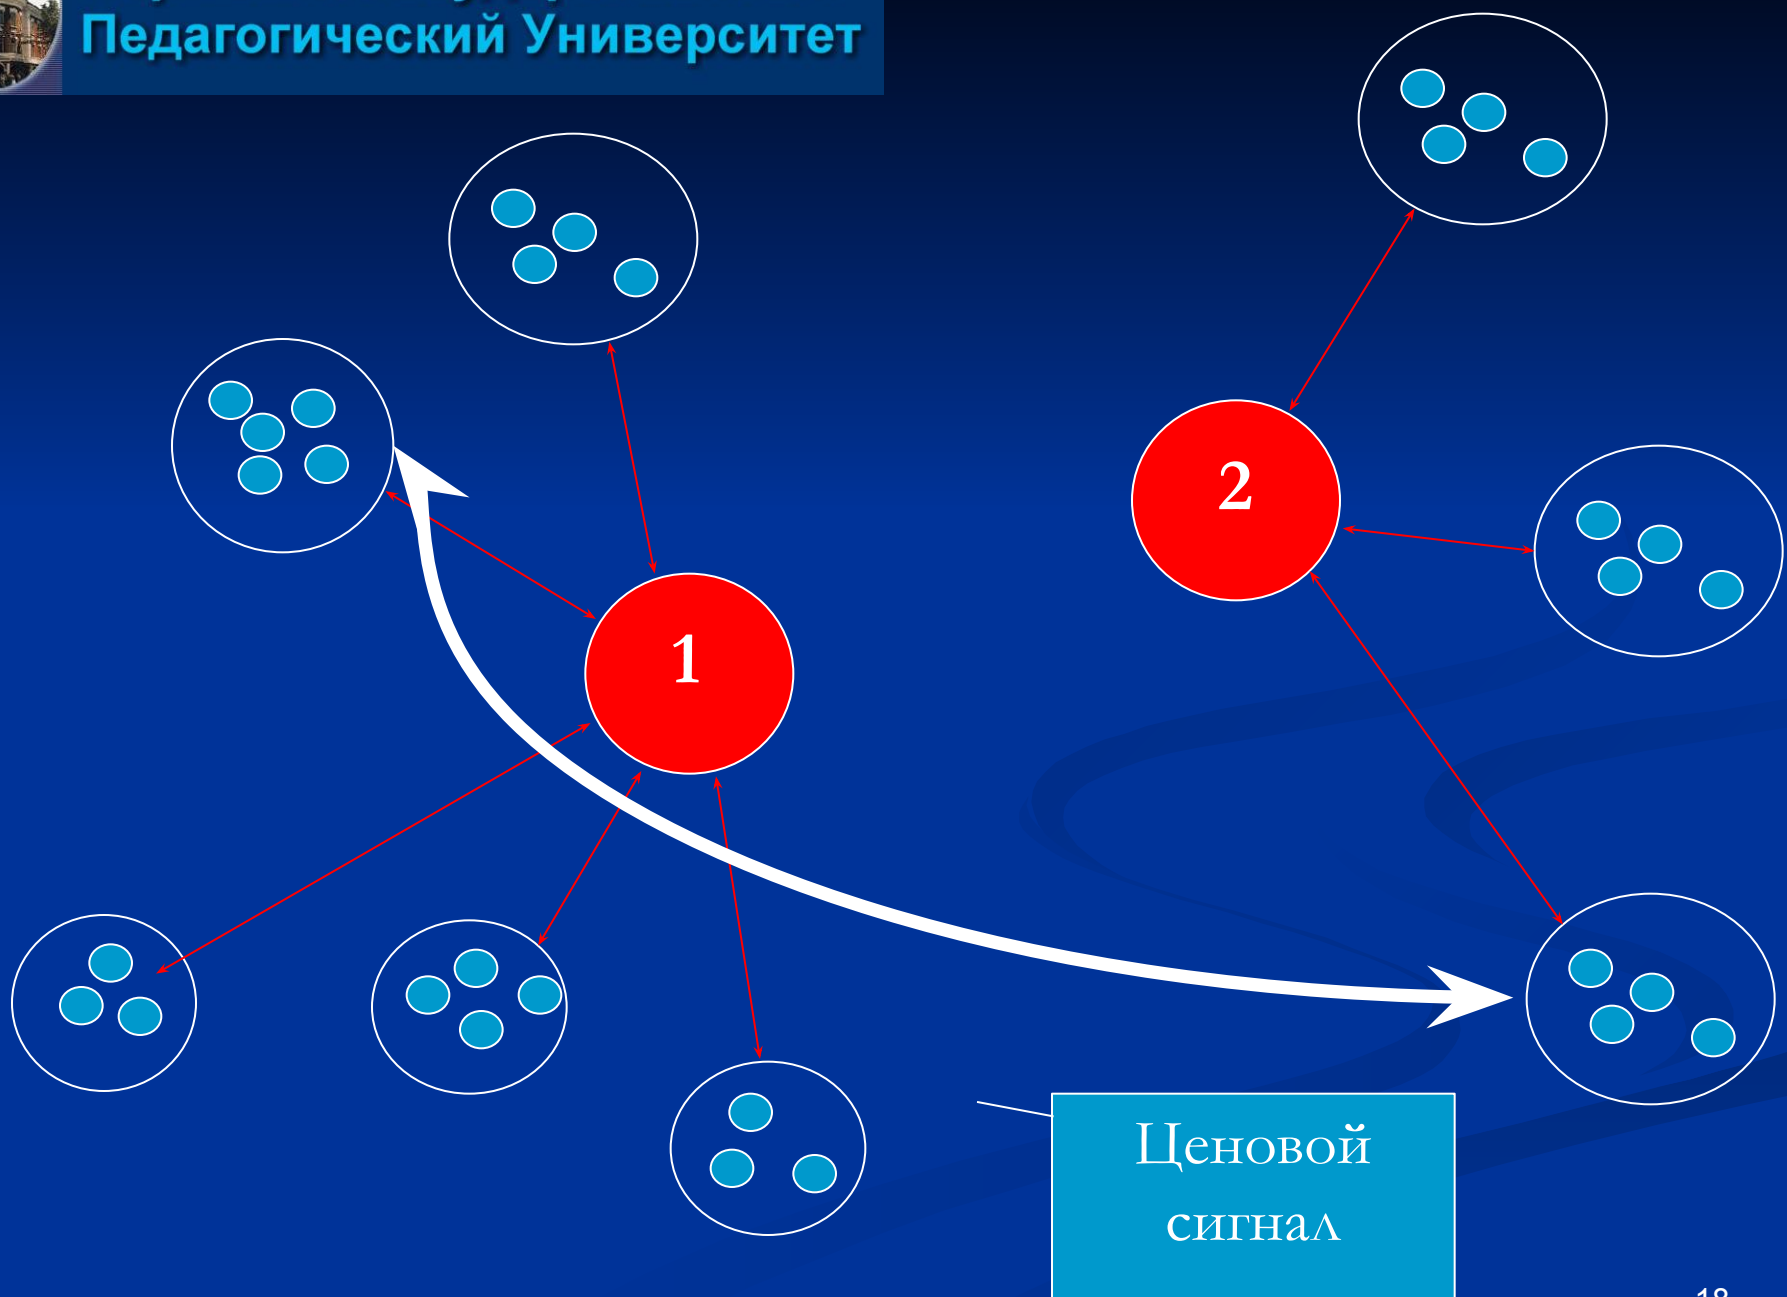 Педагогический Университет
2
1
Ценовой
сигнал